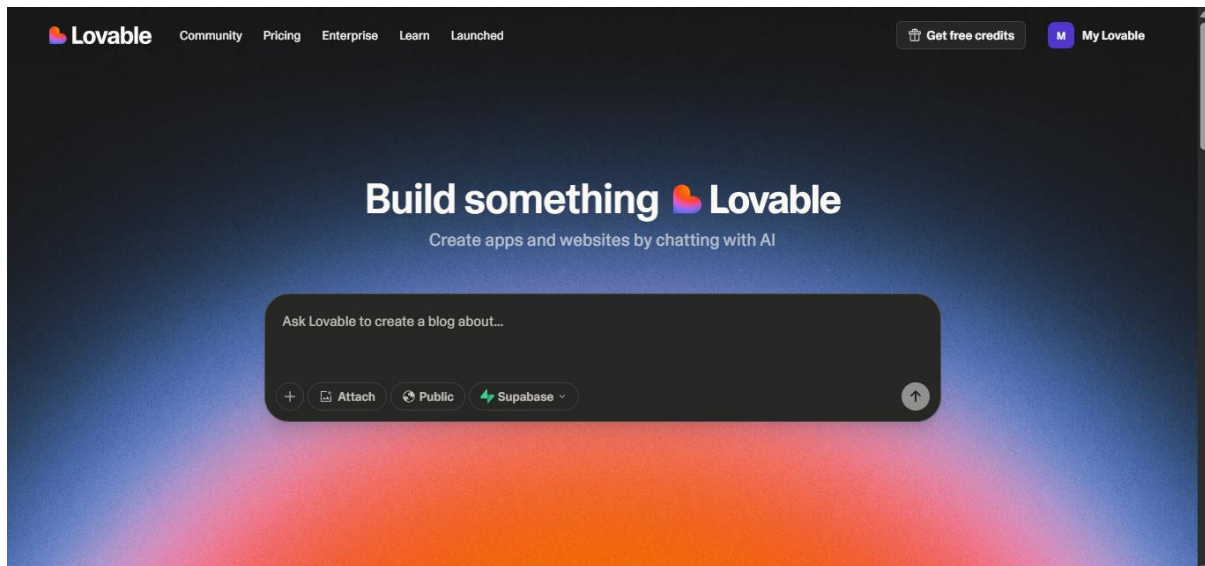 Lovable Community Pricing Enterprise Learn Launched Get free credits M My Lovable
Build something Lovable
Create apps and websites by chatting with AI
Ask Lovable to create a blog about...
Attach Public Supabase